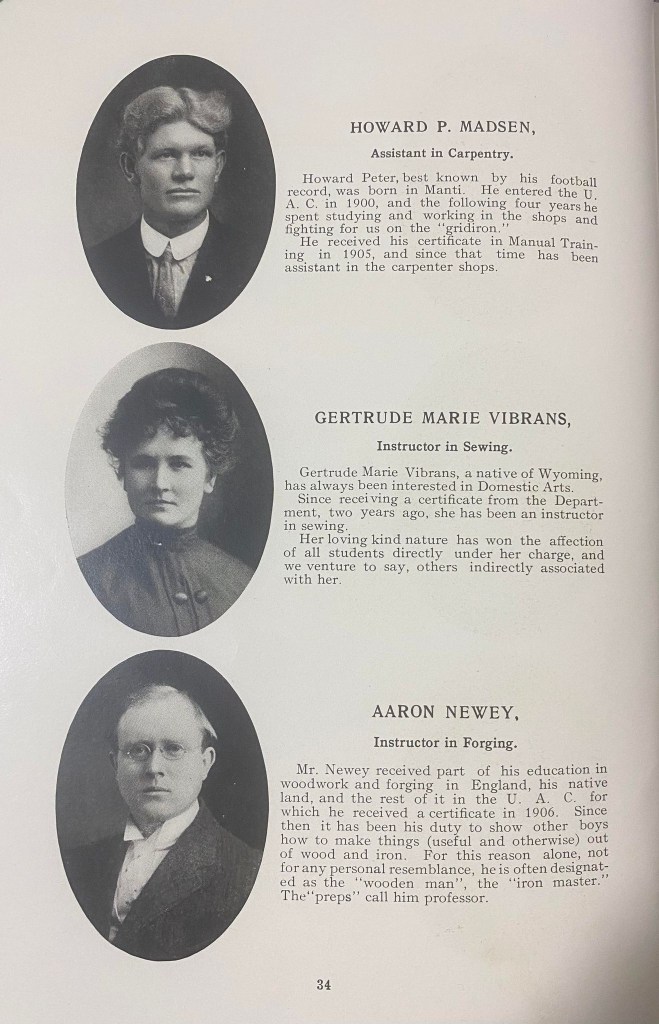 HOWARD P. MADSEN,
Assistant in Carpentry.
Howard Peter, best known by his football
record, was born in Manti. He entered the U.
A. C. in 1900, and the following four years he
spent studying and working in the shops and
fighting for us on the "gridiron."
He received his certificate in Manual Train-
ing in 1905, and since that time has been
assistant in the carpenter shops.
GERTRUDE MARIE VIBRANS,
Instructor in Sewing.
Gertrude Marie Vibrans, a native of Wyoming,
has always been interested in Domestic Arts.
Since receiving a certificate from the Depart-
ment, two years ago, she has been an instructor
in sewing.
Her loving kind nature has won the affection
of all students directly under her charge, and
we venture to say, others indirectly associated
with her.
AARON NEWEY,
Instructor in Forging.
Mr. Newey received part of his education in
woodwork and forging in England, his native
land, and the rest of it in the U. A. C. for
which he received a certificate in 1906. Since
then it has been his duty to show other boys
how to make things (useful and otherwise) out
of wood and iron. For this reason alone, not
for any personal resemblance, he is often designat-
ed as the "wooden man", the "iron master."
The "preps" call him professor.
34